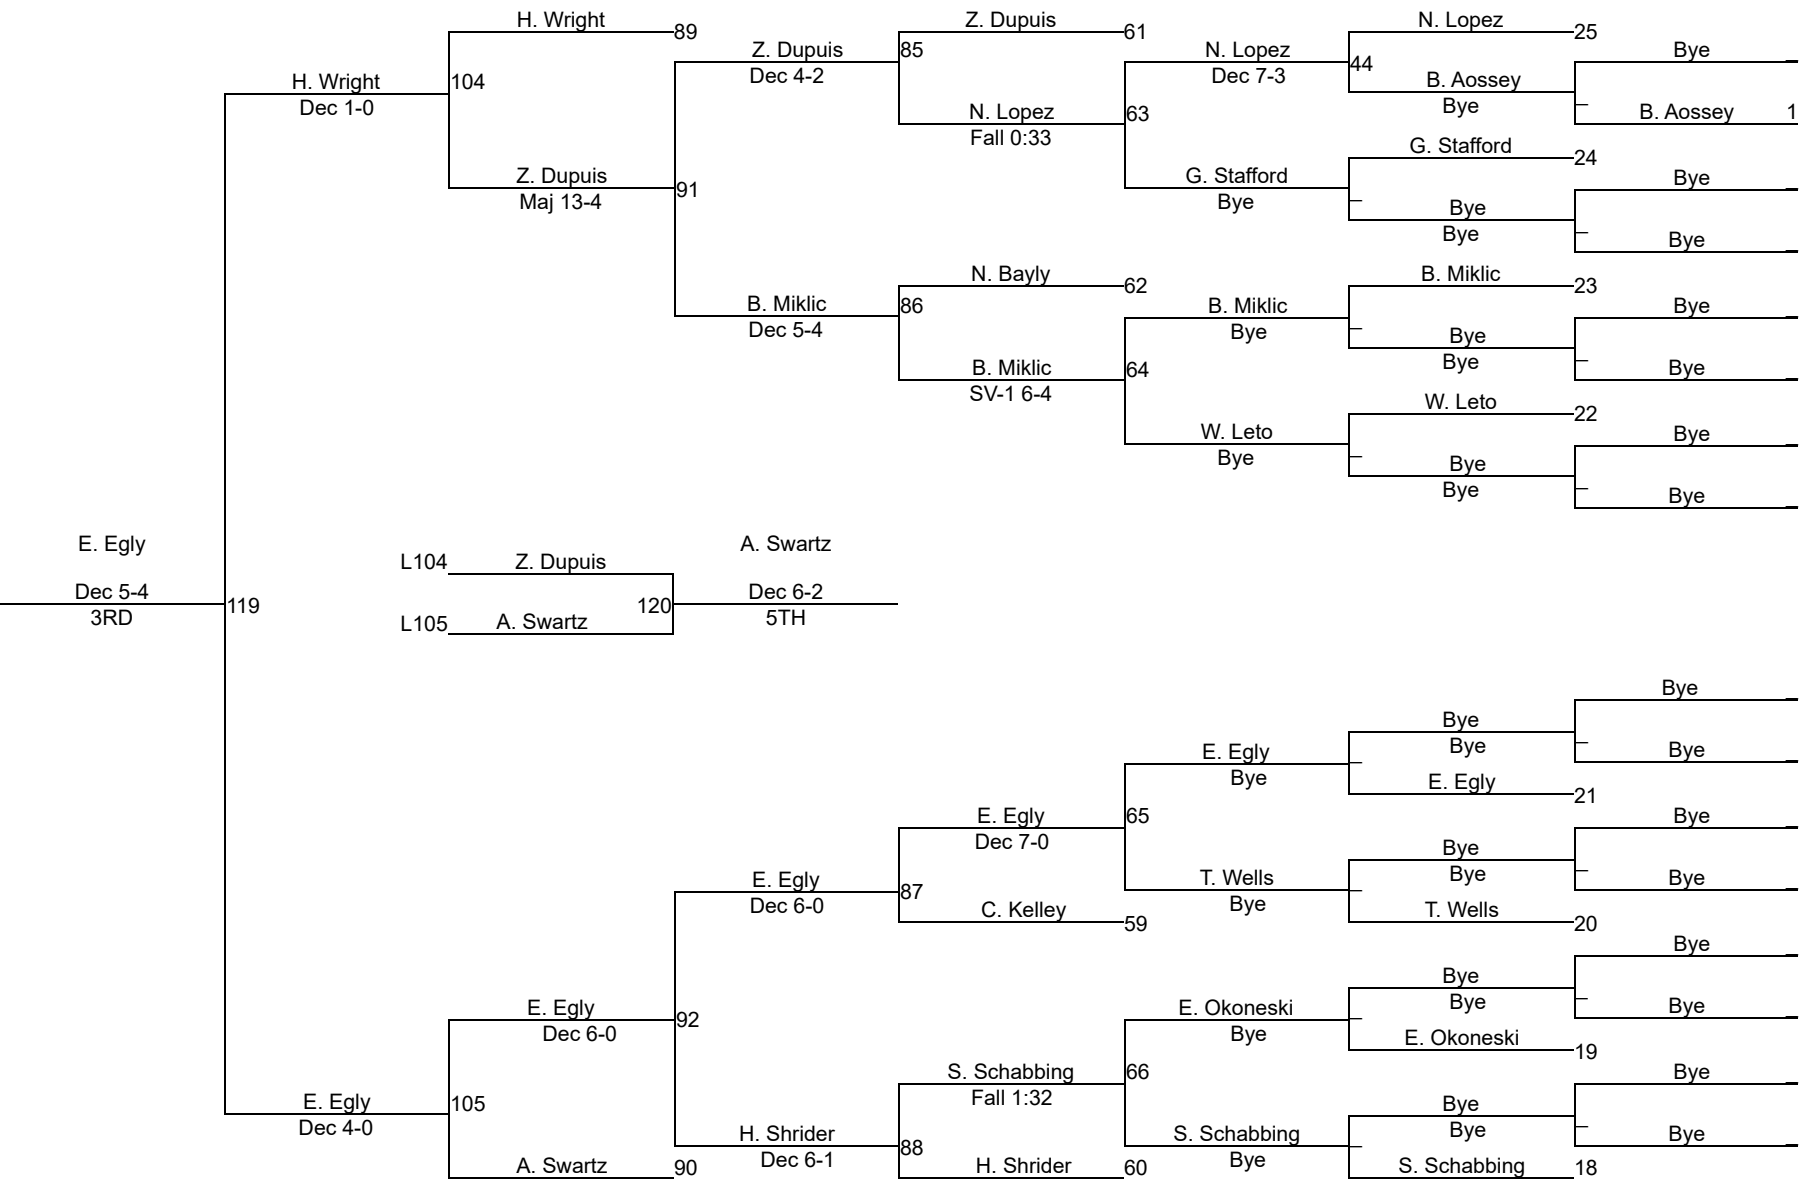 H. Wright
89
Z. Dupuis
61
N. Lopez
25
Z. Dupuis
Dec 4-2
85
N. Lopez
Dec 7-3
44
Bye
H. Wright
Dec 1-0
104
B. Aossey
Bye
N. Lopez
Fall 0:33
63
B. Aossey
1
G. Stafford
24
Z. Dupuis
Maj 13-4
91
G. Stafford
Bye
Bye
Bye
Bye
Bye
N. Bayly
62
B. Miklic
23
B. Miklic
Dec 5-4
86
B. Miklic
Bye
Bye
Bye
Bye
B. Miklic
SV-1 6-4
64
Bye
W. Leto
22
W. Leto
Bye
Bye
Bye
Bye
Bye
E. Egly
Dec 5-4
3RD
119
L104
Z. Dupuis
A. Swartz
L105
A. Swartz
120
Dec 6-2
5TH
Bye
Bye
Bye
E. Egly
Bye
Bye
E. Egly
21
E. Egly
Dec 7-0
65
Bye
Bye
Bye
E. Egly
Dec 6-0
87
T. Wells
Bye
Bye
C. Kelley
59
T. Wells
20
Bye
Bye
Bye
E. Egly
Dec 6-0
92
E. Okoneski
Bye
Bye
E. Okoneski
19
S. Schabbing
Fall 1:32
66
Bye
E. Egly
Dec 4-0
105
Bye
Bye
H. Shrider
Dec 6-1
88
S. Schabbing
Bye
Bye
A. Swartz
90
H. Shrider
60
S. Schabbing
18